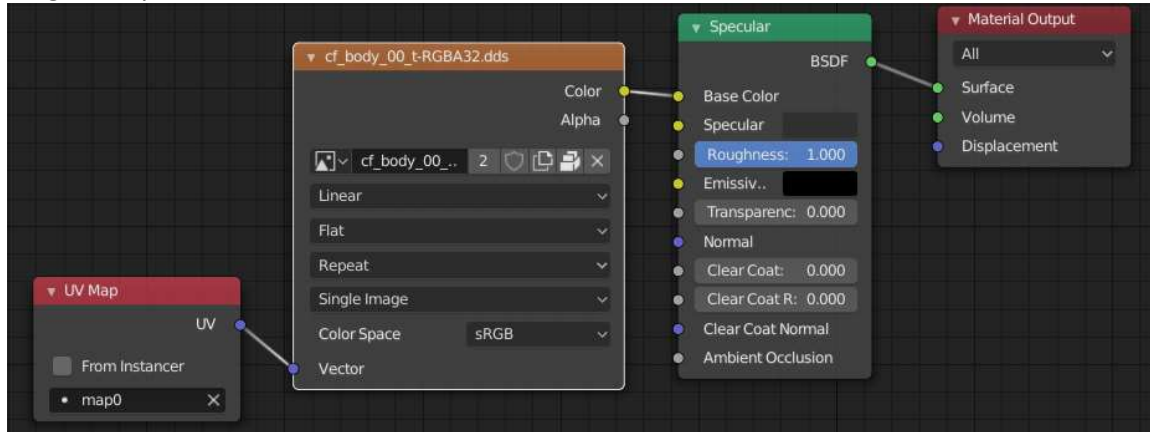 UV Map
UV
From Instancer
map0
cf_body_00_t-RGBA32.dds
Color
Alpha
cf_body_00_.. 2
Linear
Flat
Repeat
Single Image
Color Space sRGB
Vector
Specular
BSDF
Base Color
Specular
Roughness: 1.000
Emissiv..
Transparenc: 0.000
Normal
Clear Coat: 0.000
Clear Coat R: 0.000
Clear Coat Normal
Ambient Occlusion
Material Output
All
Surface
Volume
Displacement